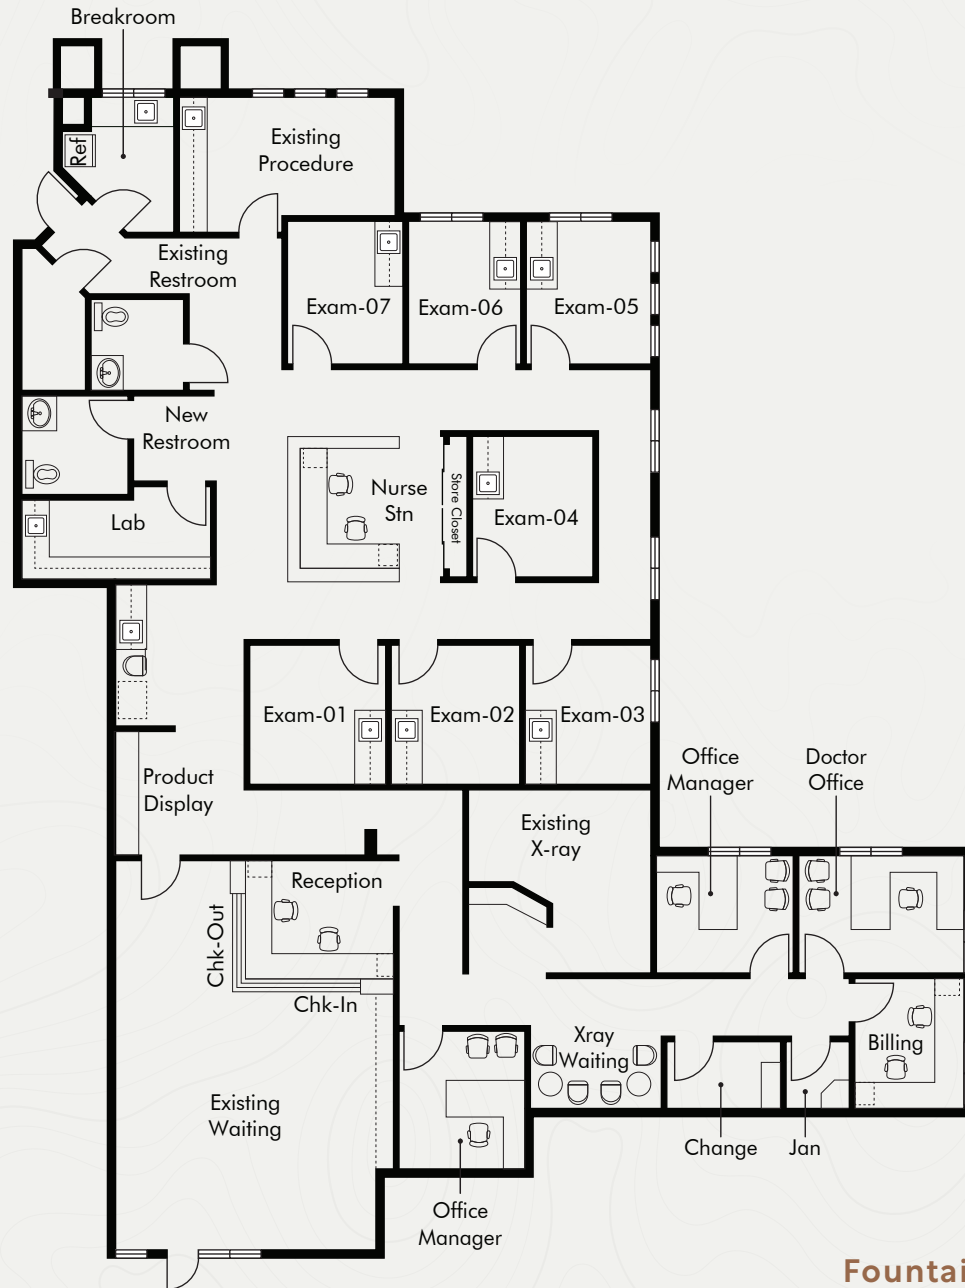 Breakroom
Ref
Existing
Procedure
Existing
Restroom
Exam-07
Exam-06
Exam-05
New
Restroom
Nurse
Stn
Store Closet
Exam-04
Lab
Exam-01
Exam-02
Exam-03
Product
Display
Office
Manager
Doctor
Office
Existing
X-ray
Reception
Chk-Out
Chk-In
Xray
Waiting
Billing
Existing
Waiting
Change
Jan
Office
Manager
Fountai